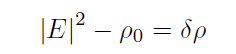 |E|² − ρ₀ = δρ